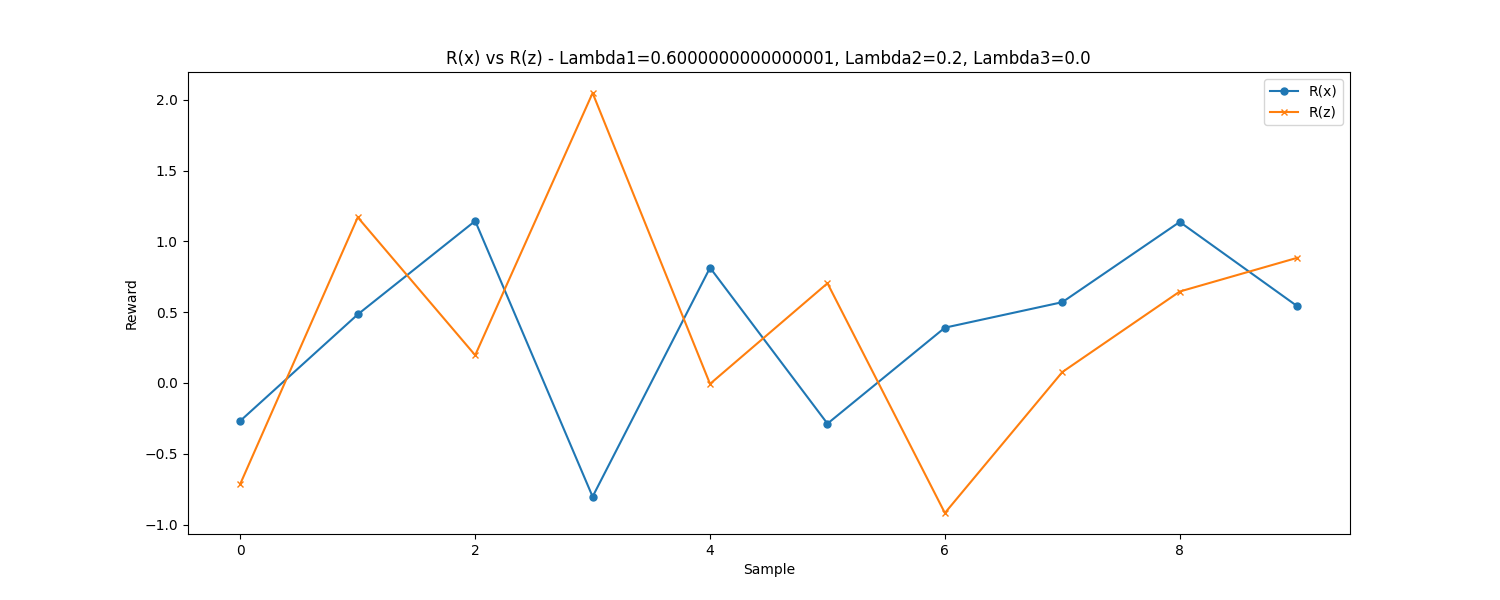 R(x) vs R(z) - Lambda1=0.6000000000000001, Lambda2=0.2, Lambda3=0.0
R(x)
R(z)
2.0
1.5
1.0
0.5
0.0
−0.5
−1.0
Reward
0 2 4 6 8
Sample